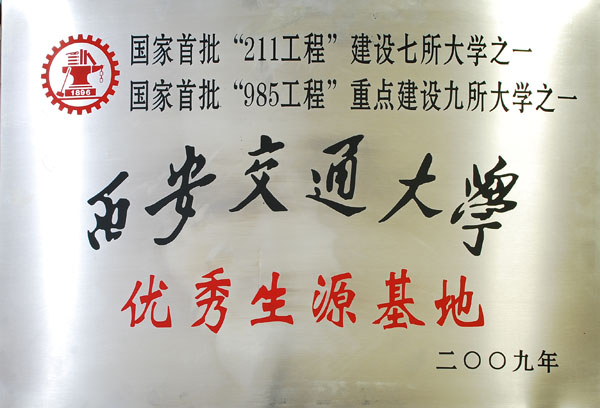 国家首批“211工程”建设七所大学之一
国家首批“985工程”重点建设九所大学之一
1896
西安交通大學
优秀生源基地
二〇〇九年